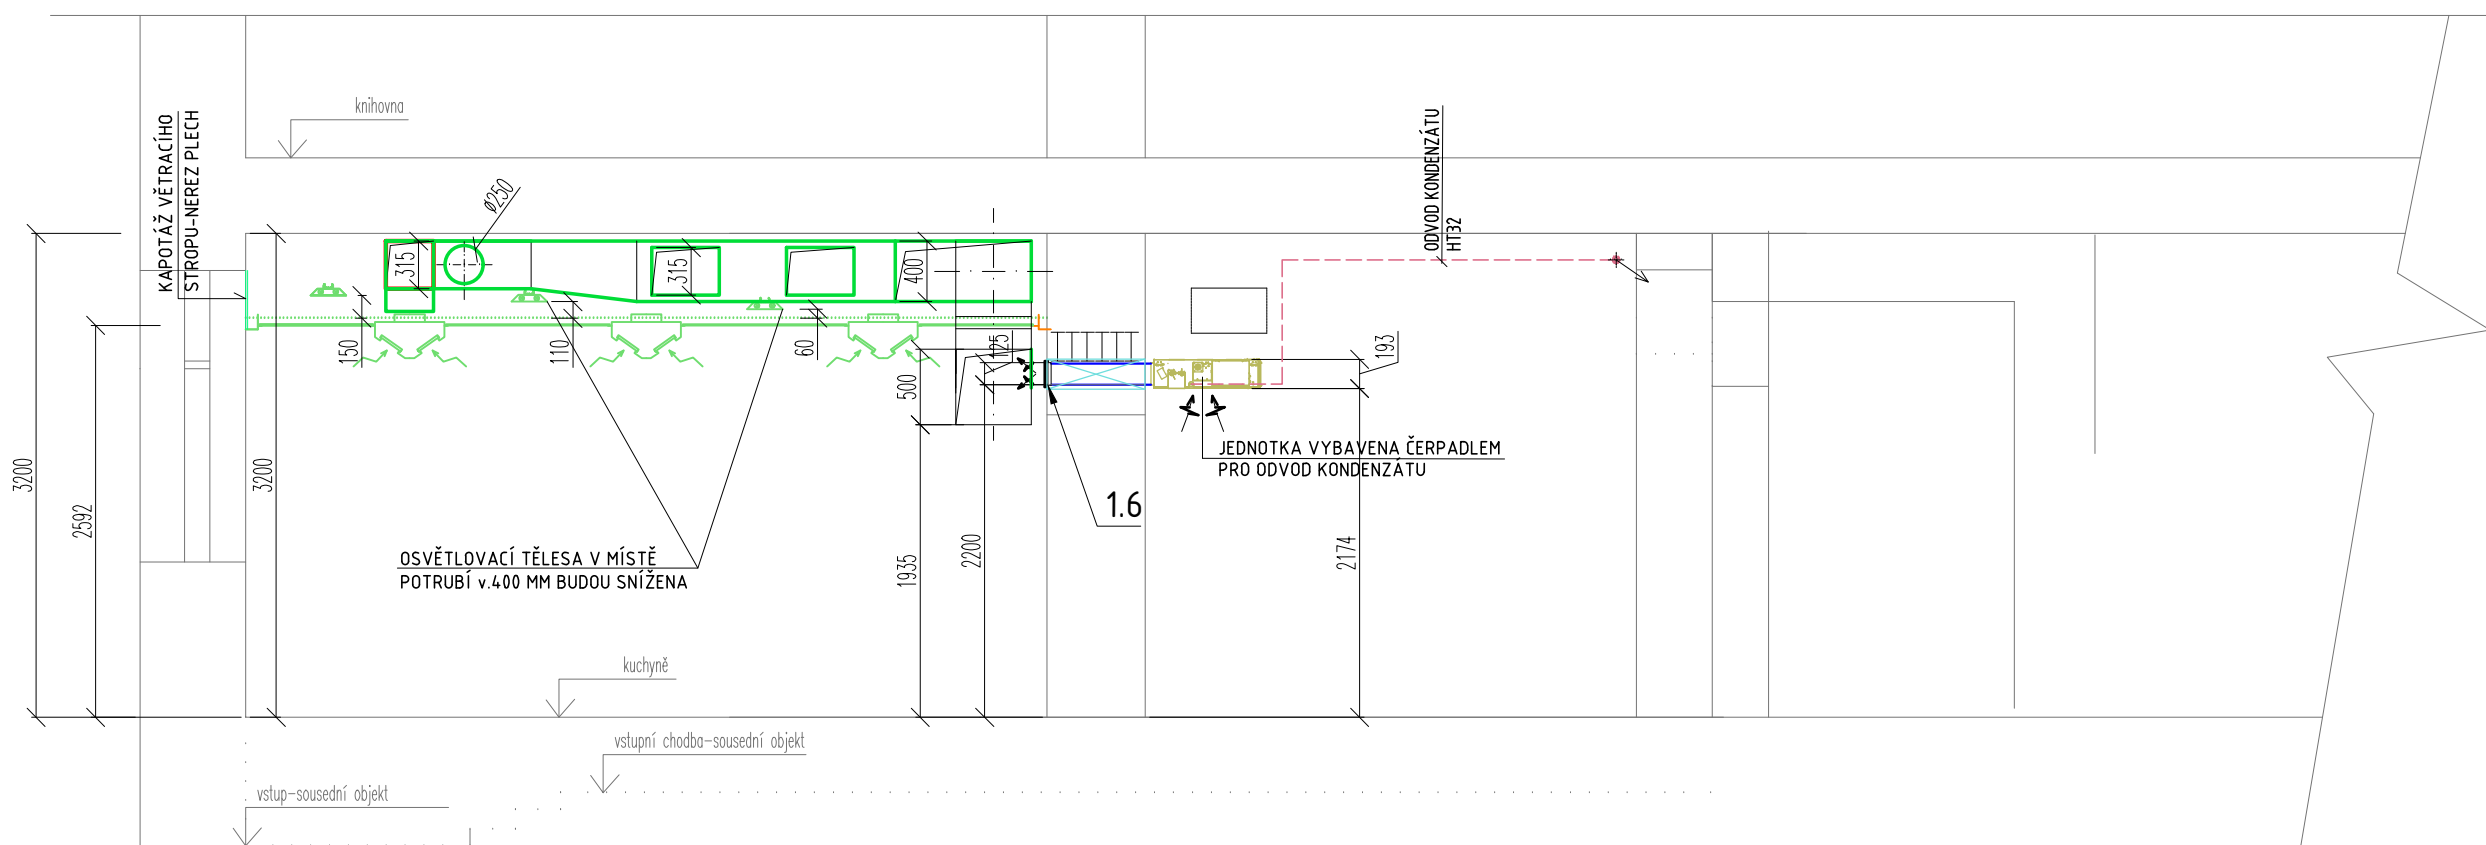 knihovna
KAPOTÁŽ VĚTRACÍHO
STROPU-NEREZ PLECH
Ø250
ODVOD KONDENZÁTU
HT32
315
315
400
150
110
60
125
193
500
3200
2592
3200
JEDNOTKA VYBAVENA ČERPADLEM
PRO ODVOD KONDENZÁTU
1.6
OSVĚTLOVACÍ TĚLESA V MÍSTĚ
POTRUBÍ v.400 MM BUDOU SNÍŽENA
1935
2200
2174
kuchyně
vstupní chodba-sousední objekt
vstup-sousední objekt